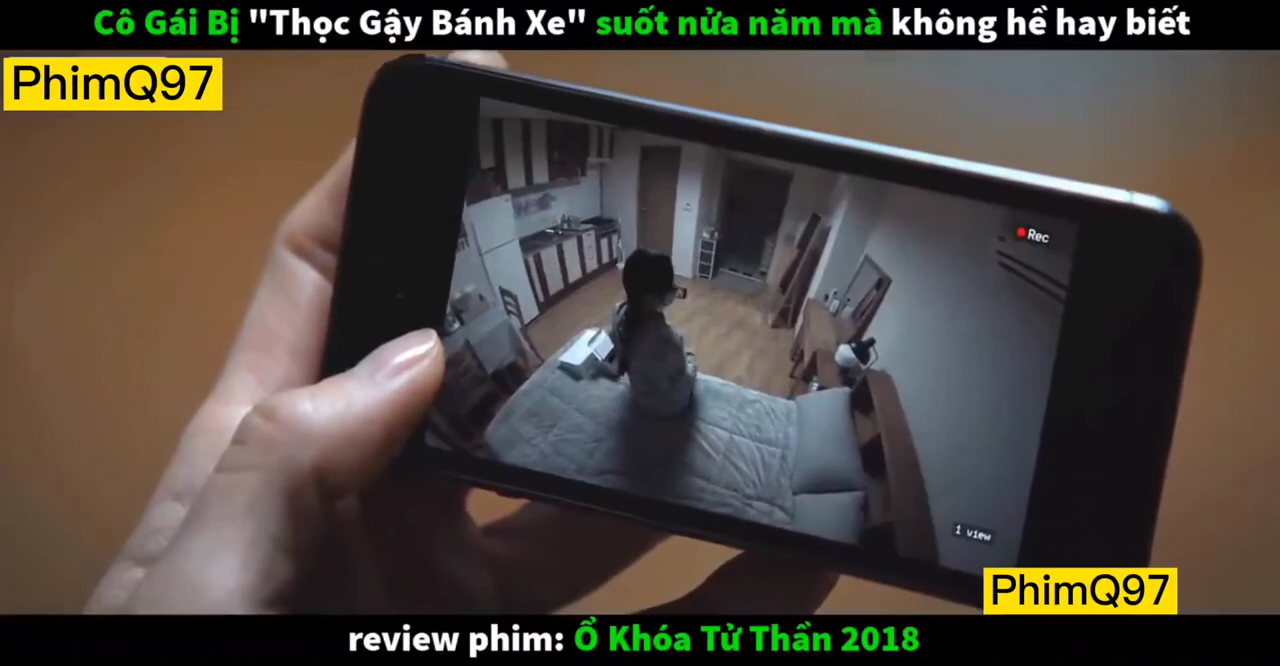 Cô Gái Bị "Thọc Gậy Bánh Xe" suốt nửa năm mà không hề hay biết
PhimQ97
Rec
1 view
PhimQ97
review phim: Ổ Khóa Tử Thần 2018